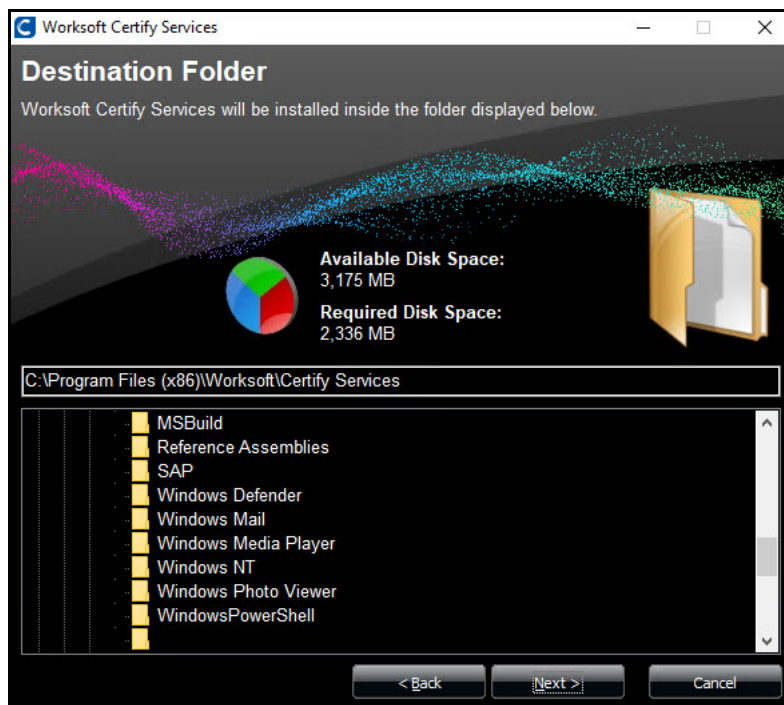 Worksoft Certify Services
Destination Folder
Worksoft Certify Services will be installed inside the folder displayed below.
Available Disk Space:
3,175 MB
Required Disk Space:
2,336 MB
C:\Program Files (x86)\Worksoft\Certify Services
MSBuild
Reference Assemblies
SAP
Windows Defender
Windows Mail
Windows Media Player
Windows NT
Windows Photo Viewer
WindowsPowerShell
< Back
Next >
Cancel